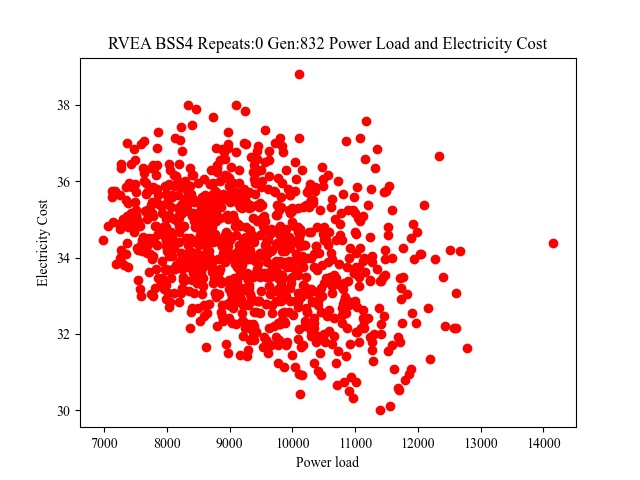 RVEA BSS4 Repeats:0 Gen:832 Power Load and Electricity Cost
38
36
34
32
30
Electricity Cost
7000 8000 9000 10000 11000 12000 13000 14000
Power load